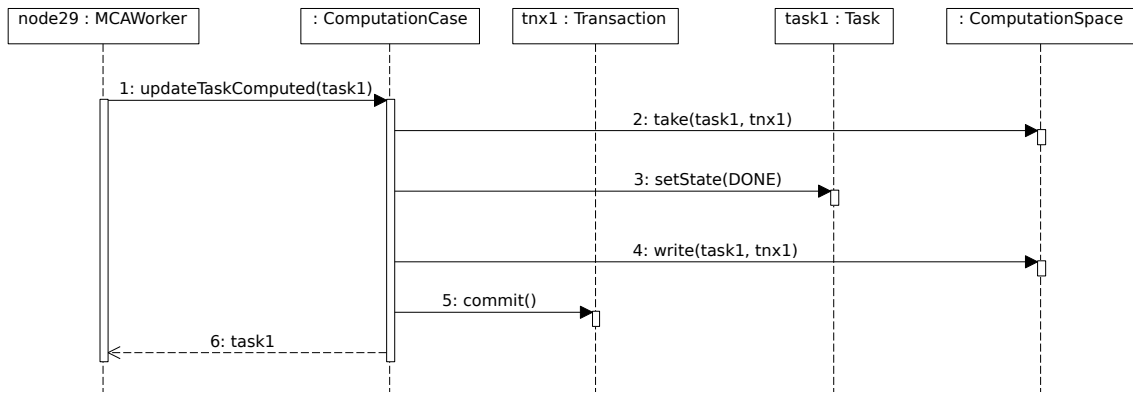 node29 : MCAWorker
: ComputationCase
tnx1 : Transaction
task1 : Task
: ComputationSpace
1: updateTaskComputed(task1)
2: take(task1, tnx1)
3: setState(DONE)
4: write(task1, tnx1)
5: commit()
6: task1